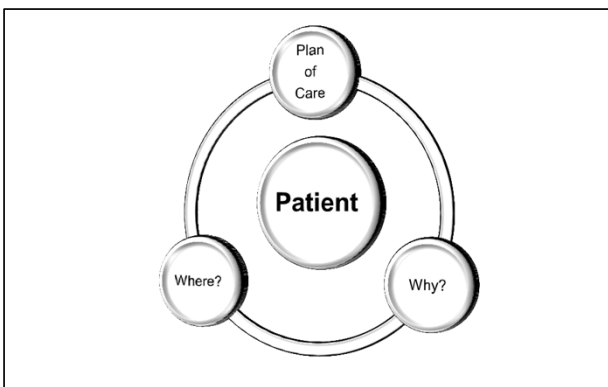 Plan
of
Care
Patient
Where?
Why?